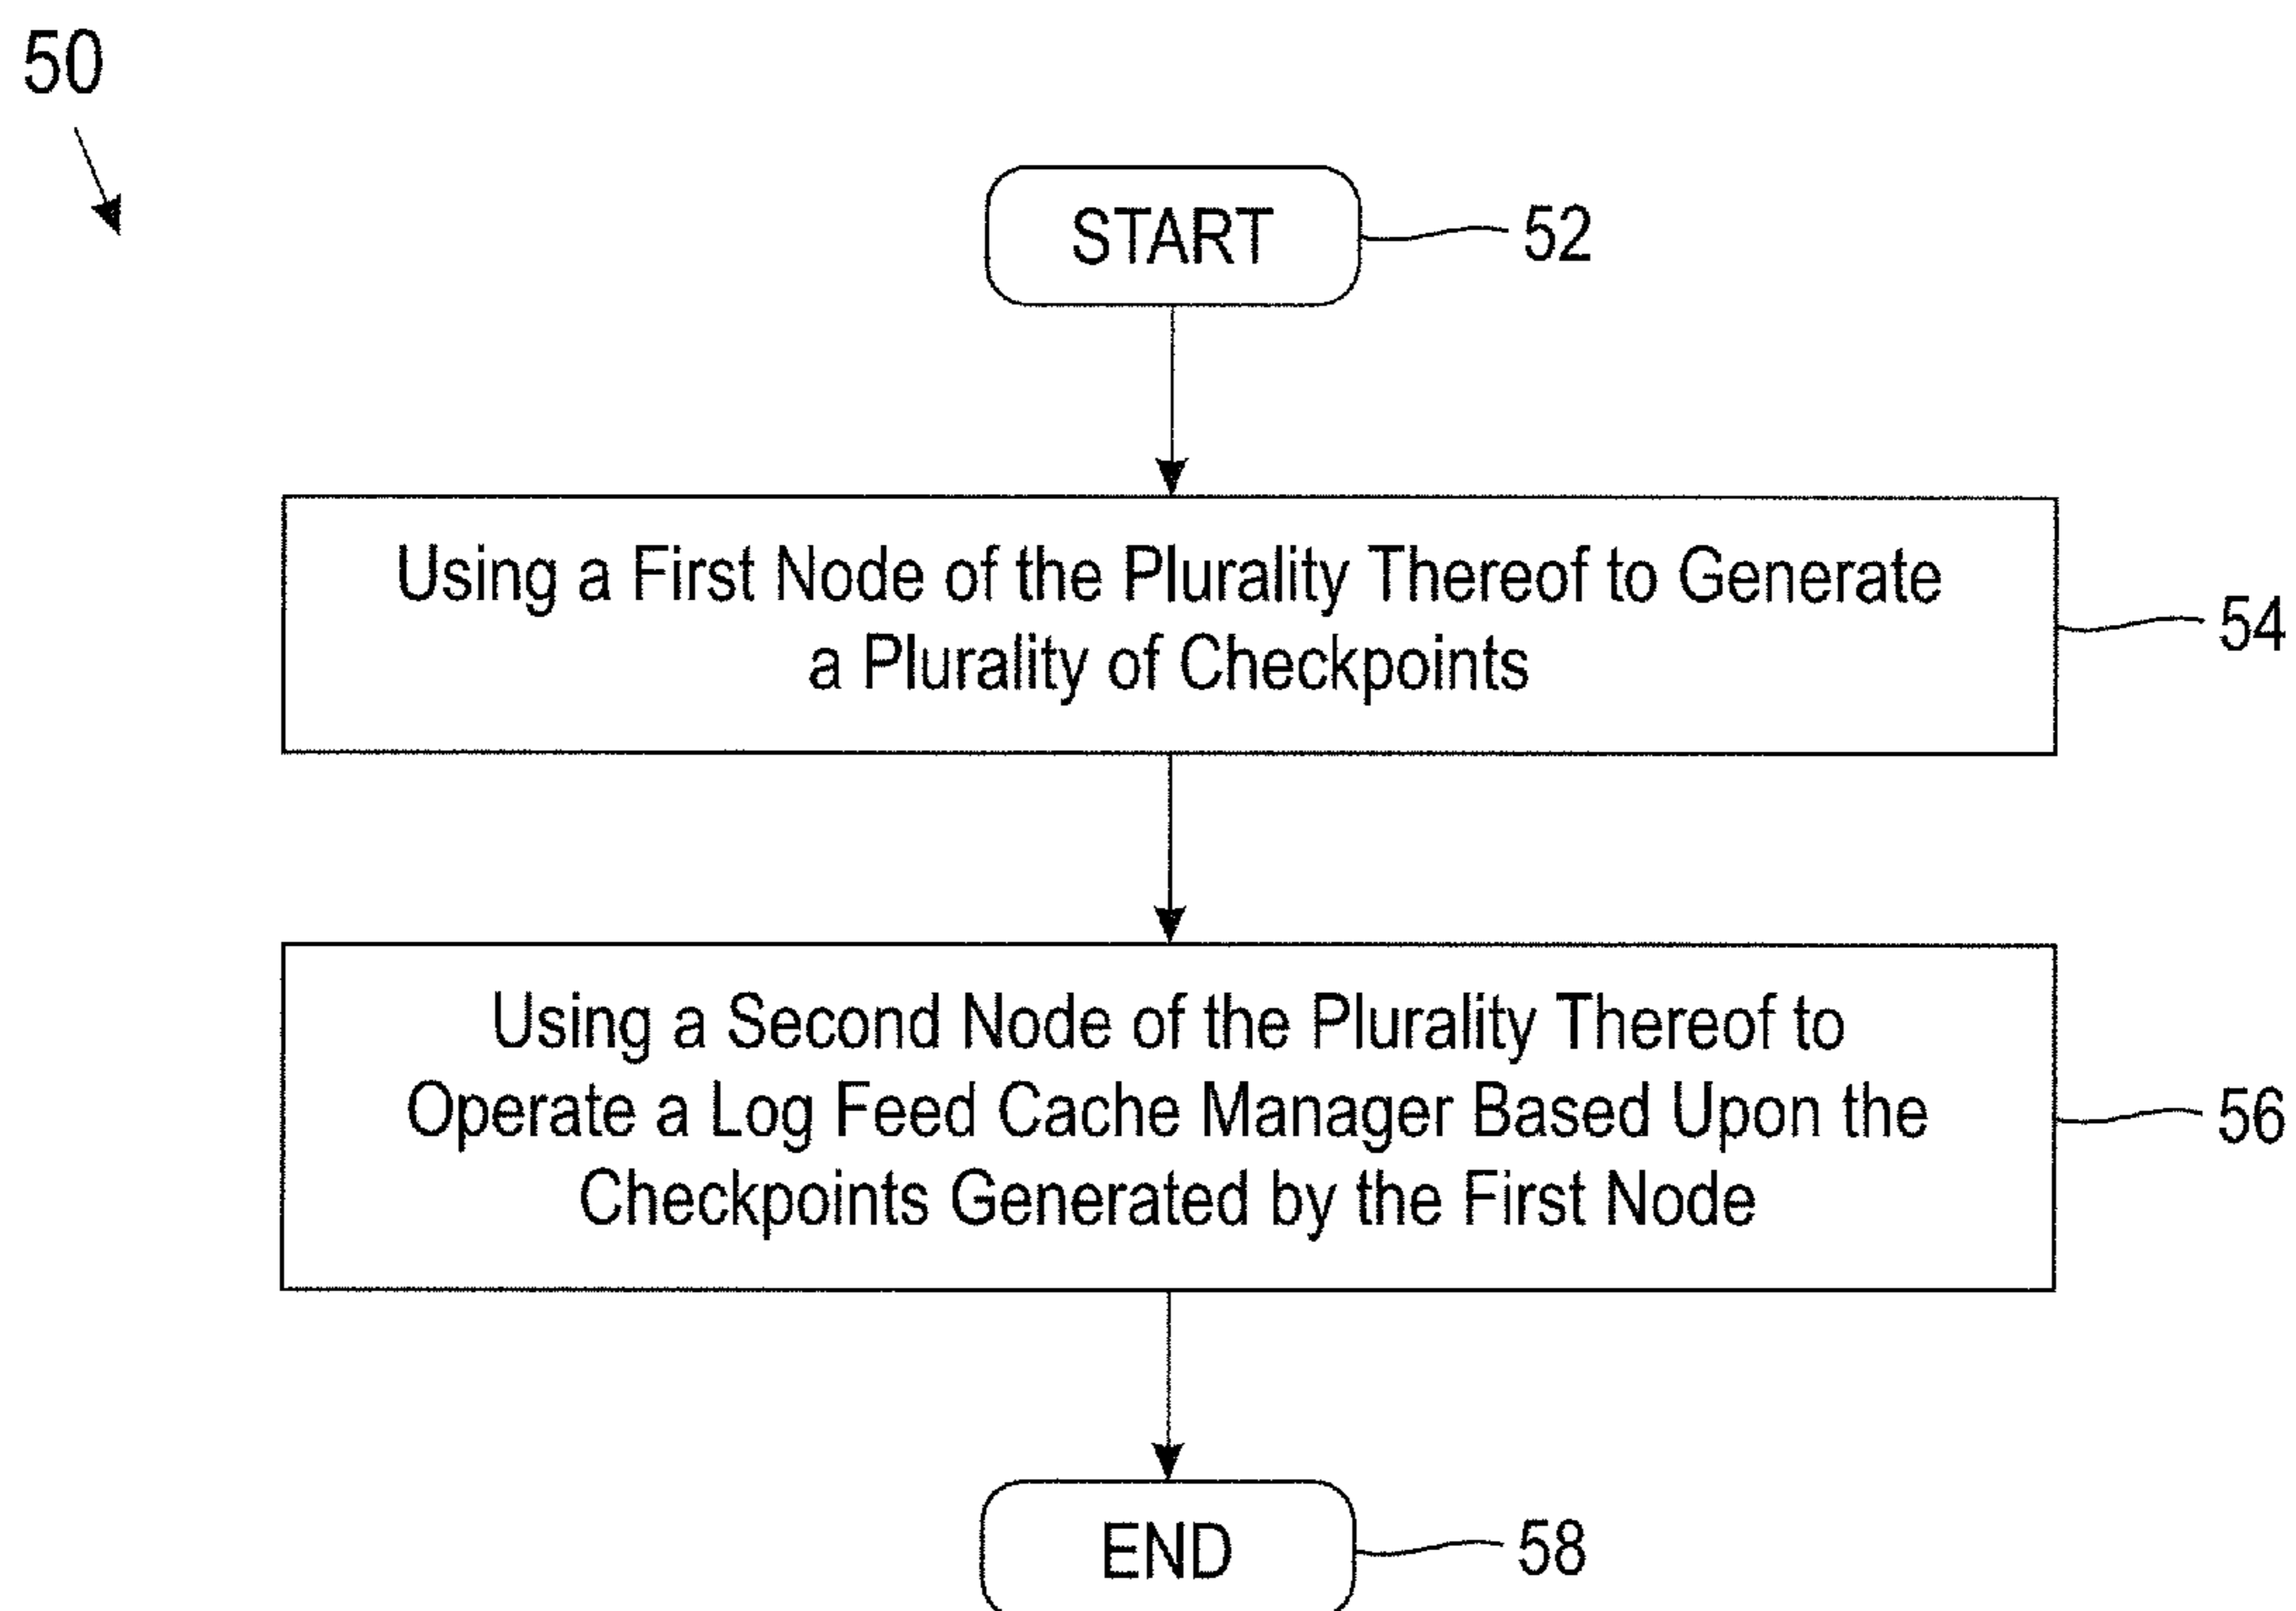 50
START
52
Using a First Node of the Plurality Thereof to Generate
a Plurality of Checkpoints
54
Using a Second Node of the Plurality Thereof to
Operate a Log Feed Cache Manager Based Upon the
Checkpoints Generated by the First Node
56
END
58